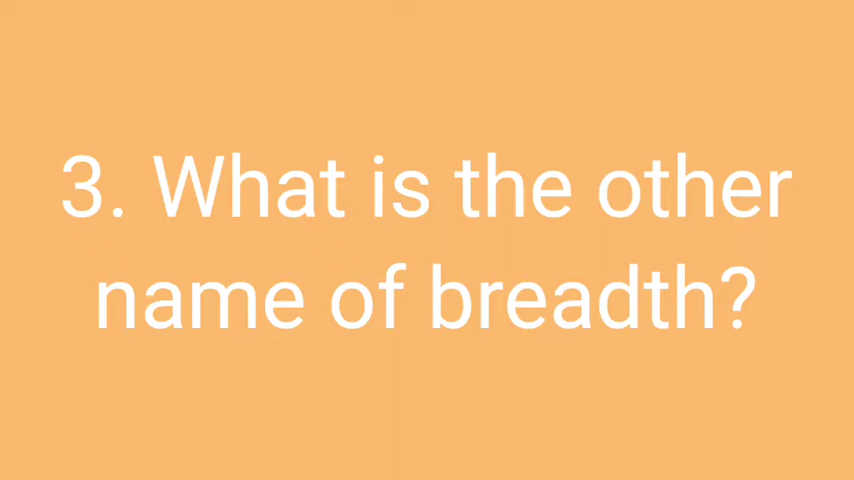 3. What is the other
name of breadth?